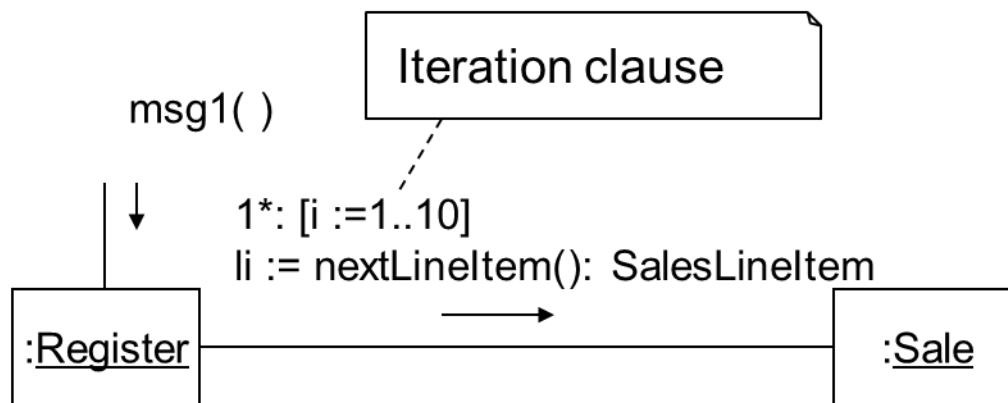 Iteration clause
msg1( )
1*: [i :=1..10]
li := nextLineItem(): SalesLineItem
:Register
:Sale